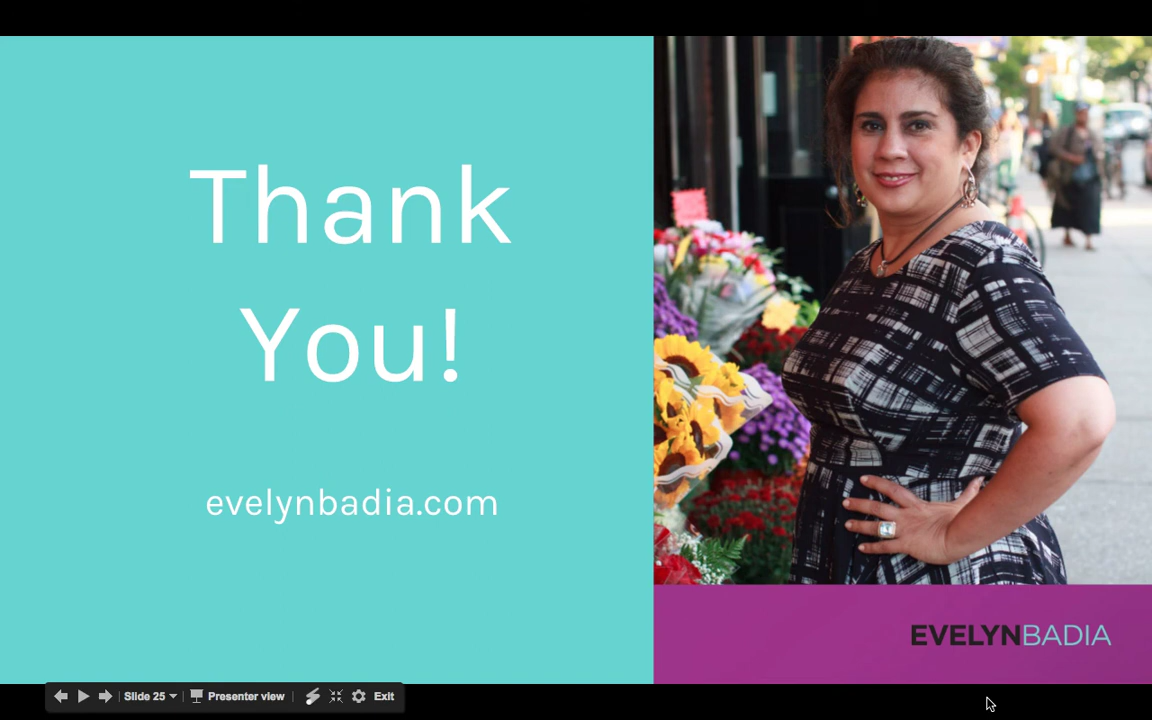 Thank
You!
evelynbadia.com
EVELYNBADIA
Slide 25
Presenter view
Exit